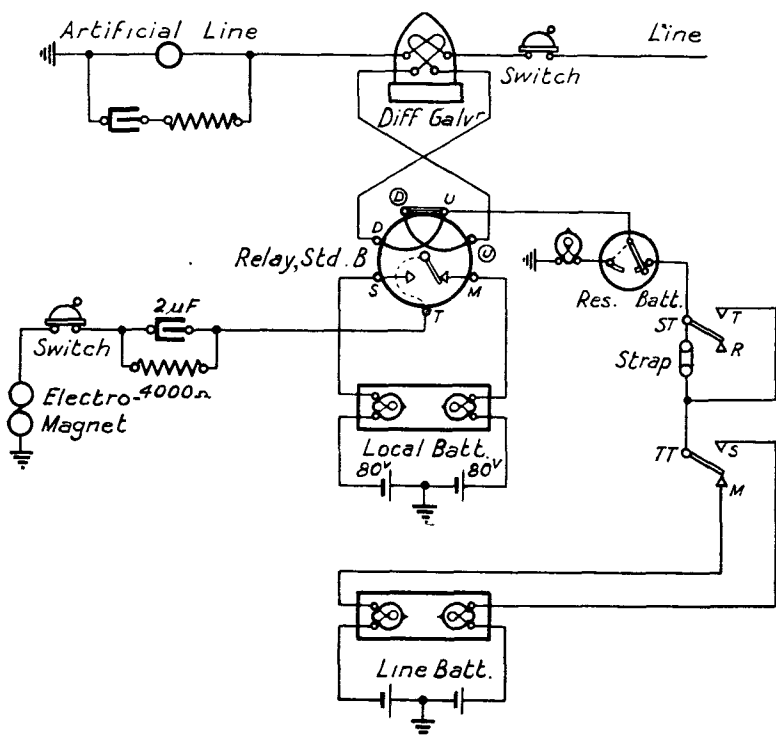 Artificial Line
Line
Switch
Diff Galvr
D U
D U
Relay, Std. B
S M
T
Res. Batt.
2µF
Switch
4000Ω
Electro-
Magnet
ST T
R
Strap
Local Batt.
80V 80V
TT S
M
Line Batt.